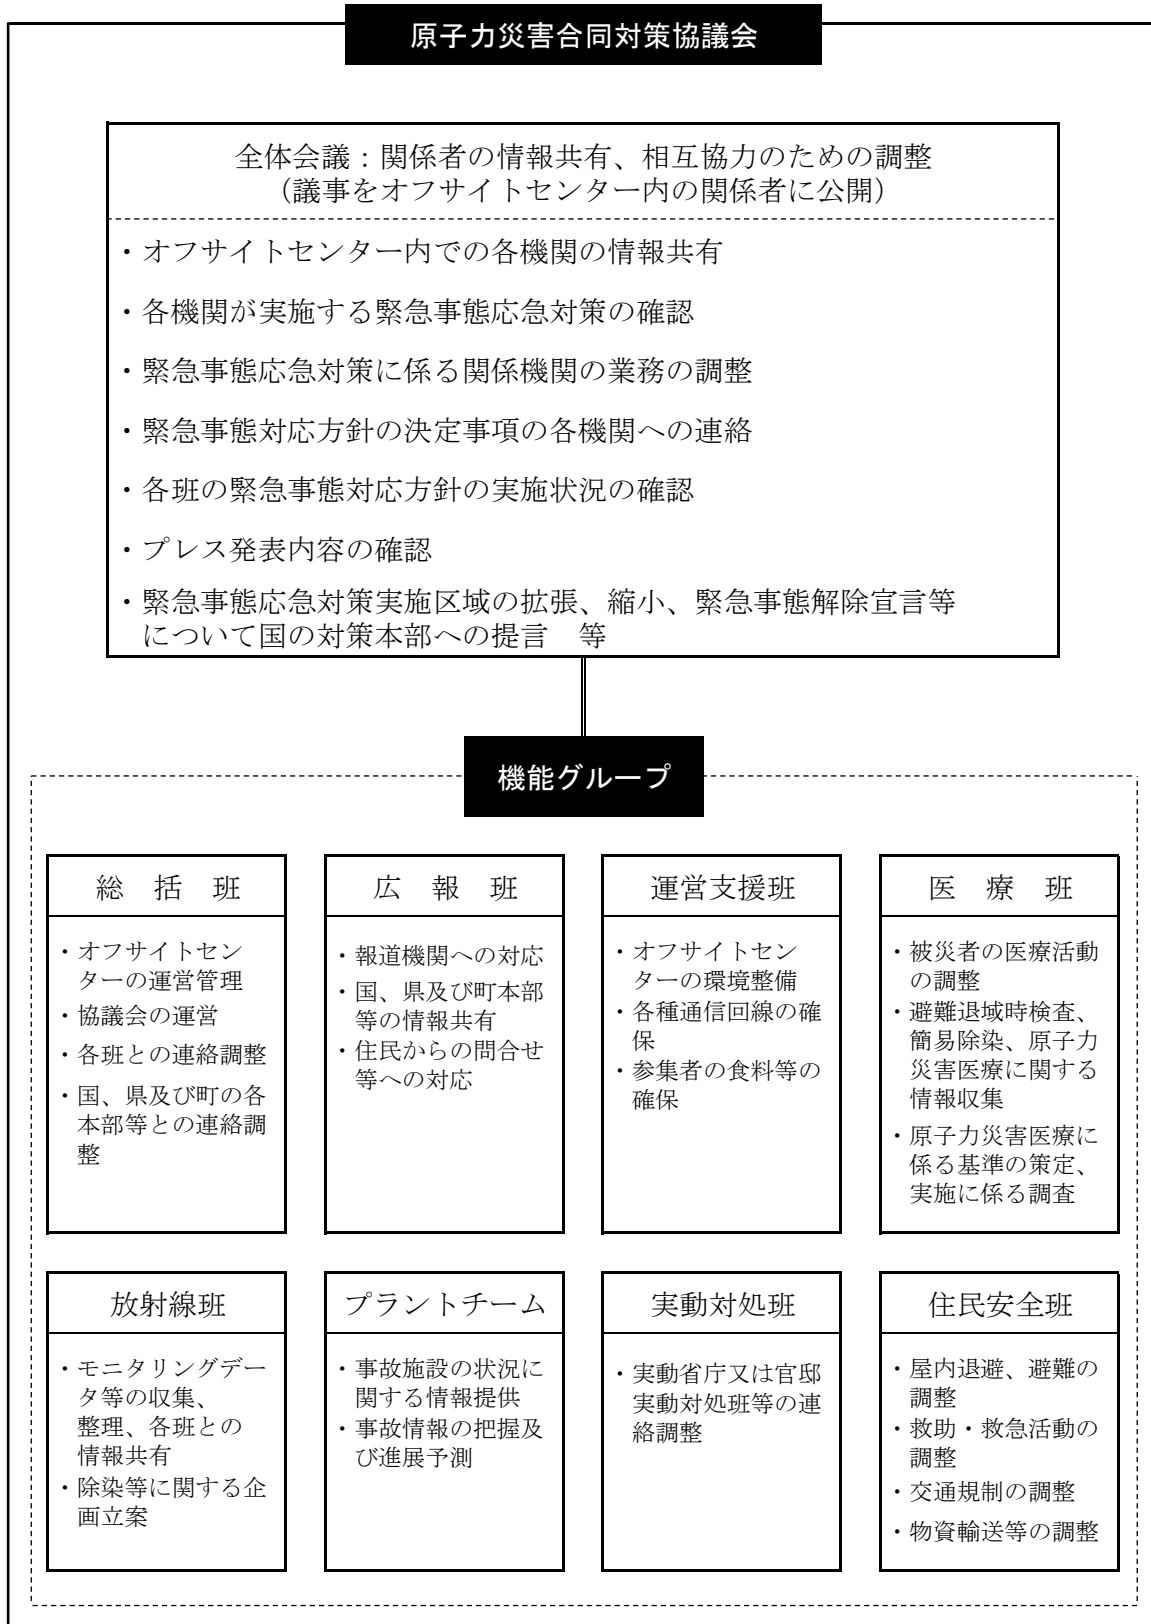 原子力災害合同対策協議会
全体会議：関係者の情報共有、相互協力のための調整
（議事をオフサイトセンター内の関係者に公開）
・オフサイトセンター内での各機関の情報共有
・各機関が実施する緊急事態応急対策の確認
・緊急事態応急対策に係る関係機関の業務の調整
・緊急事態対応方針の決定事項の各機関への連絡
・各班の緊急事態対応方針の実施状況の確認
・プレス発表内容の確認
・緊急事態応急対策実施区域の拡張、縮小、緊急事態解除宣言等
について国の対策本部への提言　等
機能グループ
総　括　班
・オフサイトセン
ターの運営管理
・協議会の運営
・各班との連絡調整
・国、県及び町の各
本部等との連絡調
整
広　報　班
・報道機関への対応
・国、県及び町本部
等の情報共有
・住民からの問合せ
等への対応
運営支援班
・オフサイトセン
ターの環境整備
・各種通信回線の確
保
・参集者の食料等の
確保
医　療　班
・被災者の医療活動
の調整
・避難退域時検査、
簡易除染、原子力
災害医療に関する
情報収集
・原子力災害医療に
係る基準の策定、
実施に係る調査
放射線班
・モニタリングデー
タ等の収集、
整理、各班との
情報共有
・除染等に関する企
画立案
プラントチーム
・事故施設の状況に
関する情報提供
・事故情報の把握及
び進展予測
実動対処班
・実動省庁又は官邸
実動対処班等の連
絡調整
住民安全班
・屋内退避、避難の
調整
・救助・救急活動の
調整
・交通規制の調整
・物資輸送等の調整